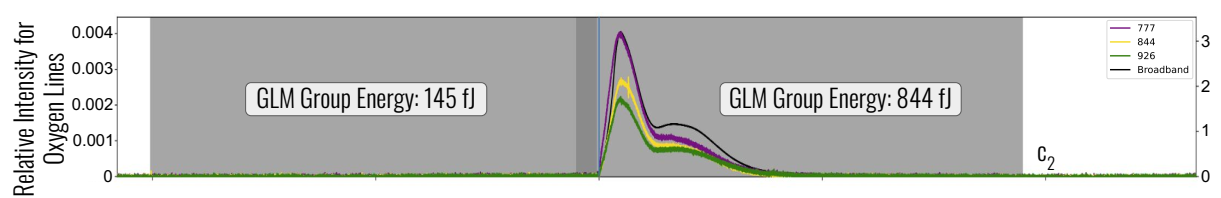 Relative Intensity for
Oxygen Lines
0.004
0.003
0.002
0.001
0
GLM Group Energy: 145 fJ
GLM Group Energy: 844 fJ
777
844
926
Broadband
3
2
1
0
c2